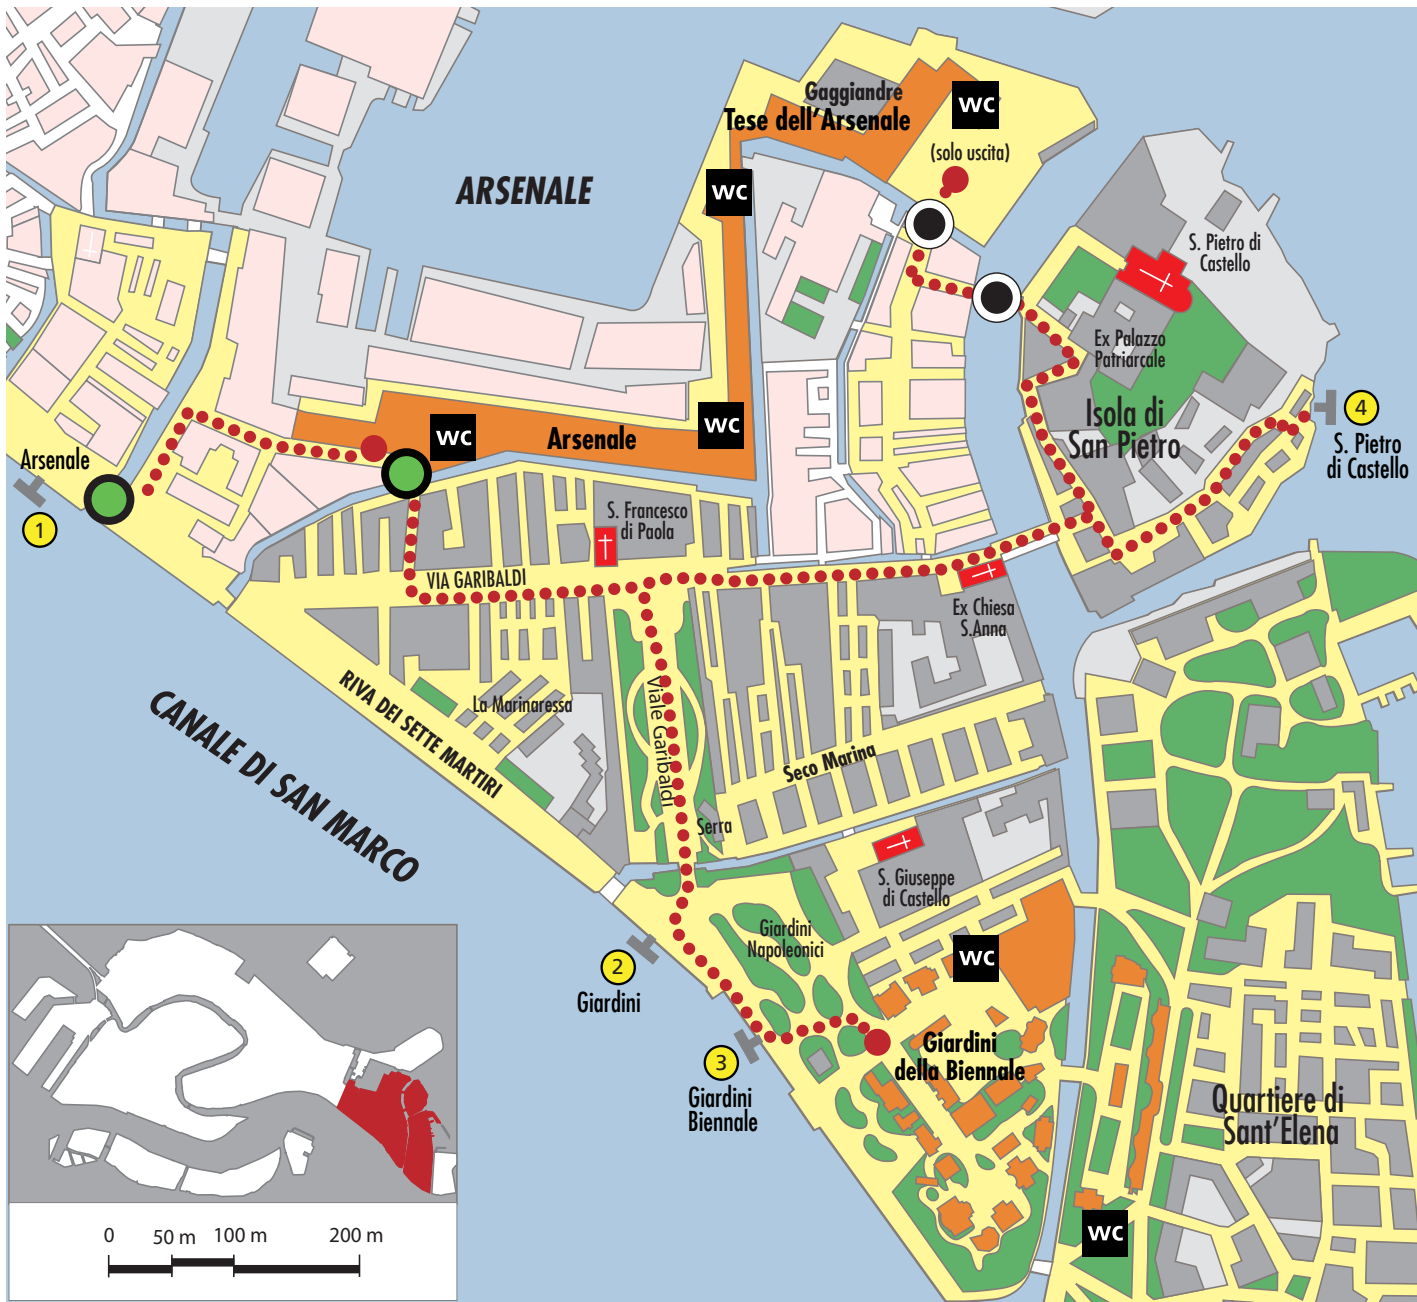 Gaggiandre
Tese dell'Arsenale
WC
(solo uscita)
ARSENALE
WC
S. Pietro di
Castello
Ex Palazzo
Patriarcale
Isola di
San Pietro
4
S. Pietro
di Castello
WC
WC
Arsenale
Arsenale
1
S. Francesco
di Paola
VIA GARIBALDI
Ex Chiesa
S.Anna
RIVA DEI SETTE MARTIRI
La Marinaressa
Viale Garibaldi
Seco Marina
Serra
CANALE DI SAN MARCO
S. Giuseppe
di Castello
Giardini
Napoleonici
WC
2
Giardini
3
Giardini
Biennale
Giardini
della Biennale
Quartiere di
Sant'Elena
WC
0 50 m 100 m 200 m